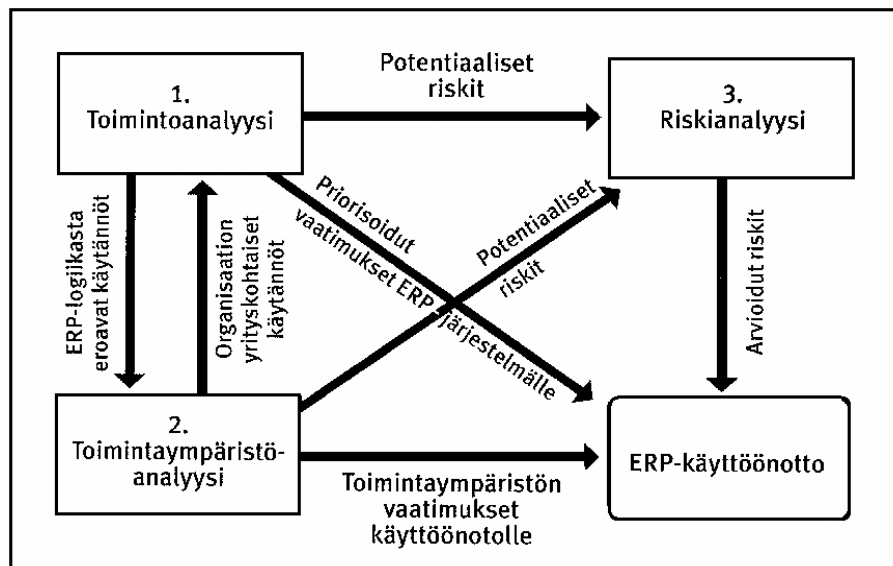 1.
Toimintoanalyysi
Potentiaaliset
riskit
3.
Riskianalyysi
ERP-logiikasta
eroavat käytännöt
Organisaation
yrityskohtaiset
käytännöt
Priorisoidut
vaatimukset ERP-järjestelmälle
Potentiaaliset
riskit
Arvioidut riskit
2.
Toimintaympäristö-
analyysi
Toimintaympäristön
vaatimukset
käyttöönotolle
ERP-käyttöönotto